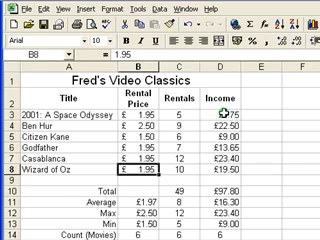 File Edit View Insert Format Tools Data Window Help
Arial 10 B I U
B8 = 1.95
A B C D E F
1 Fred's Video Classics
2 Title Rental Price Rentals Income
3 2001: A Space Odyssey £ 1.95 5 75
4 Ben Hur £ 2.50 9 £22.50
5 Citizen Kane £ 1.50 6 £9.00
6 Godfather £ 1.95 7 £13.65
7 Casablanca £ 1.95 12 £23.40
8 Wizard of Oz £ 1.95 10 £19.50
9
10 Total 49 £97.80
11 Average £1.97 8 £16.30
12 Max £2.50 12 £23.40
13 Min £1.50 5 £9.00
14 Count (Movies) 6 6 6